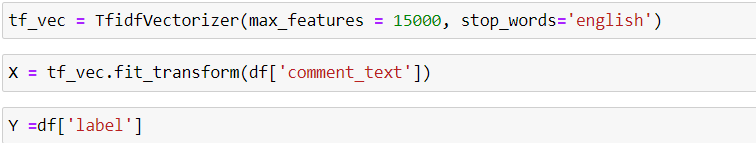 tf_vec = TfidfVectorizer(max_features = 15000, stop_words='english')
X = tf_vec.fit_transform(df['comment_text'])
Y =df['label']